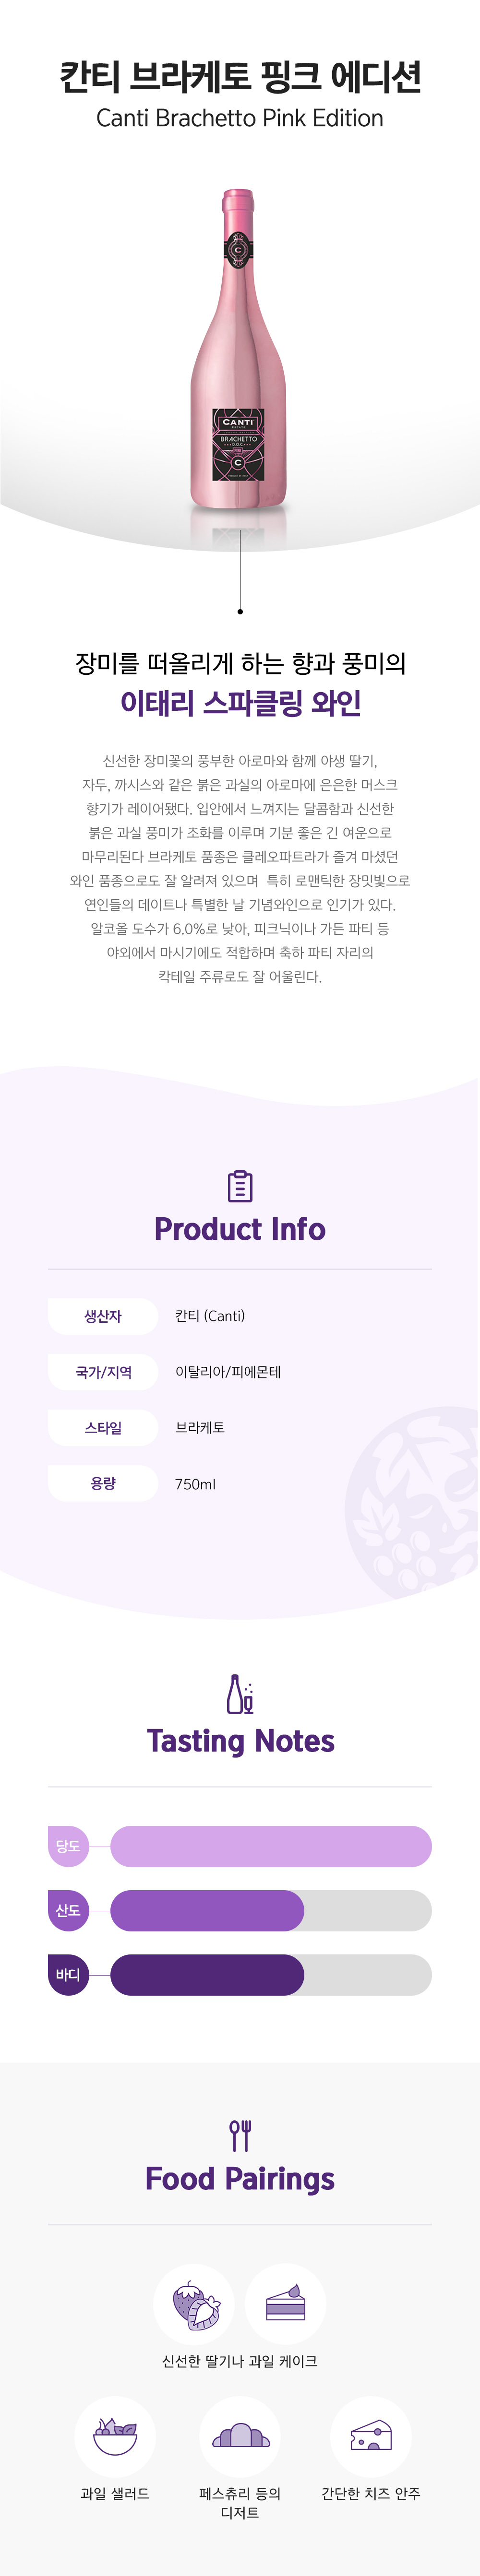 칸티 브라케토 핑크 에디션
Canti Brachetto Pink Edition
C
CANTI
BRACHETTO
D.O.C.G
C
장미를 떠올리게 하는 향과 풍미의
이태리 스파클링 와인
신선한 장미꽃의 풍부한 아로마와 함께 야생 딸기,
자두, 까시스와 같은 붉은 과실의 아로마에 은은한 머스크
향기가 레이어됐다. 입안에서 느껴지는 달콤함과 신선한
붉은 과실 풍미가 조화를 이루며 기분 좋은 긴 여운으로
마무리된다 브라케토 품종은 클레오파트라가 즐겨 마셨던
와인 품종으로도 잘 알려져 있으며 특히 로맨틱한 장밋빛으로
연인들의 데이트나 특별한 날 기념와인으로 인기가 있다.
알코올 도수가 6.0%로 낮아, 피크닉이나 가든 파티 등
야외에서 마시기에도 적합하며 축하 파티 자리의
칵테일 주류로도 잘 어울린다.
Product Info
생산자 칸티 (Canti)
국가/지역 이탈리아/피에몬테
스타일 브라케토
용량 750ml
Tasting Notes
당도
산도
바디
Food Pairings
신선한 딸기나 과일 케이크
과일 샐러드 페스츄리 등의 간단한 치즈 안주
디저트